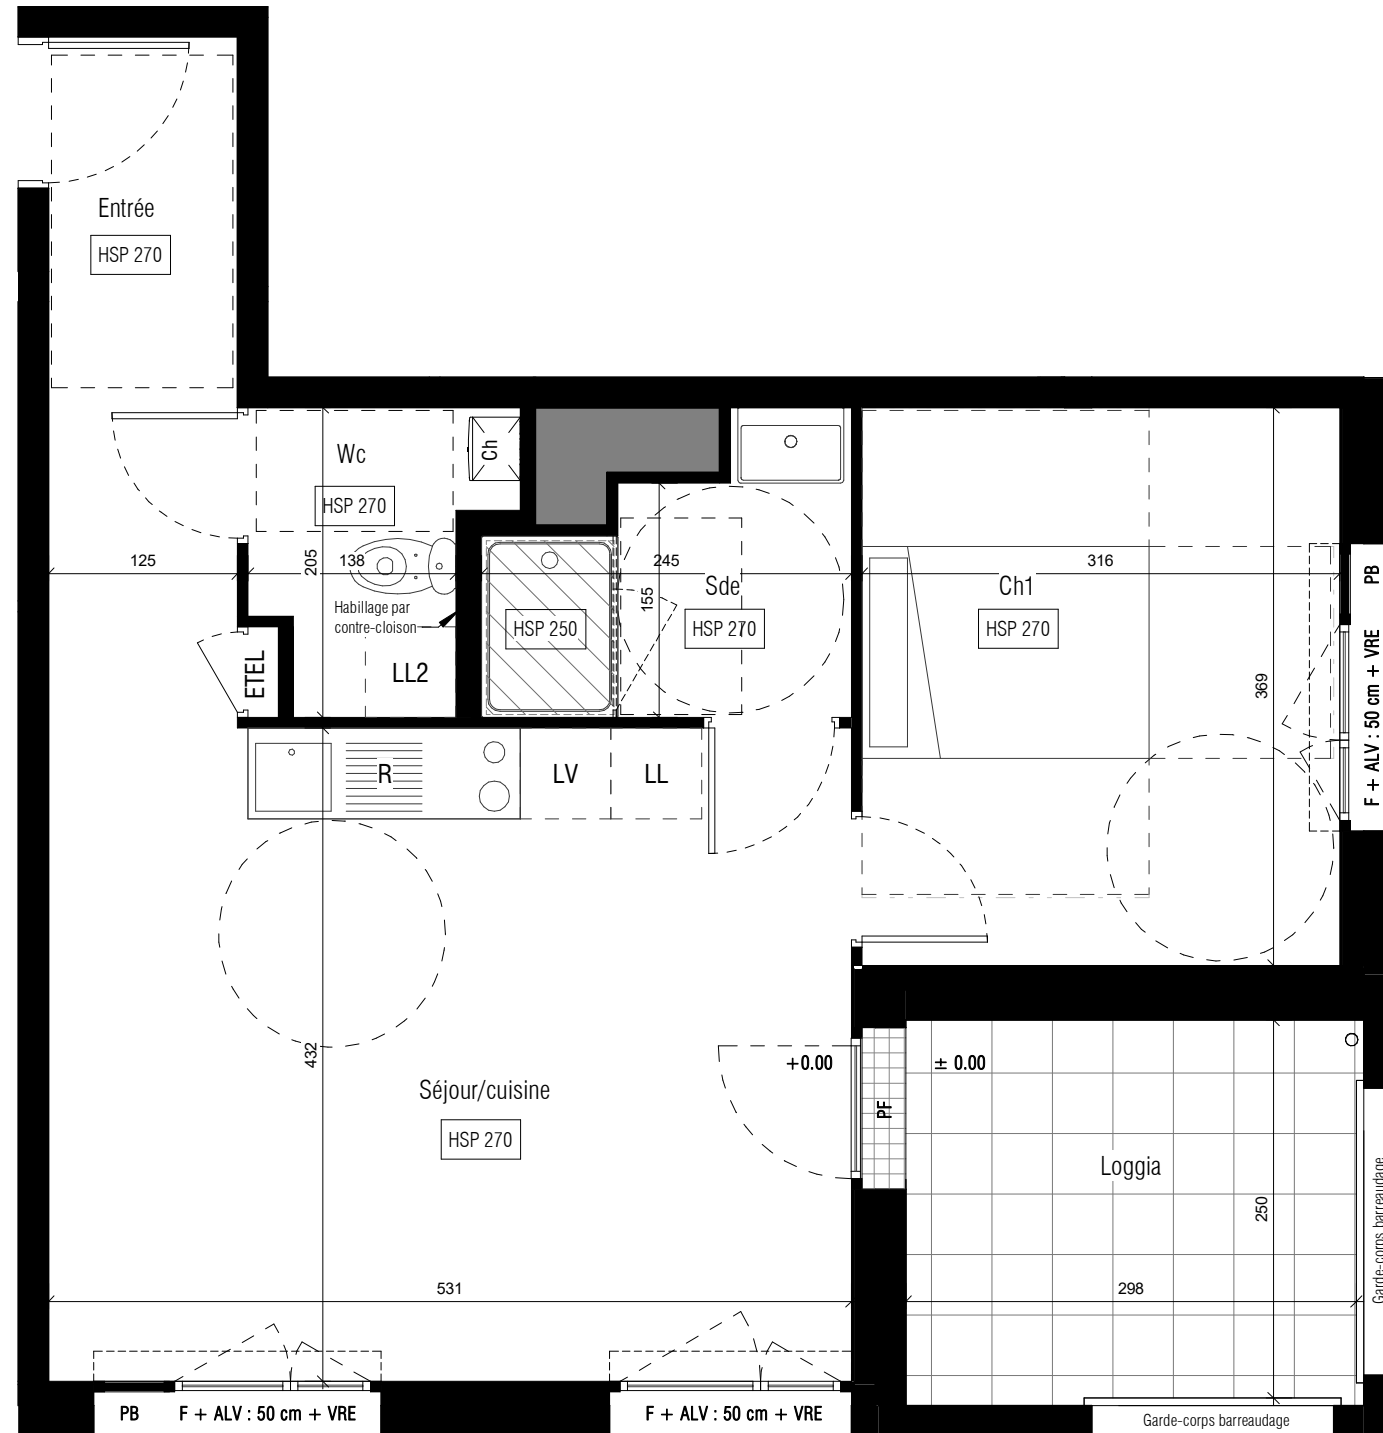 Entrée
HSP 270
Wc
Ch
HSP 270
125
205
138
245
316
PB
Habillage par
contre-cloison
155
Sde
Ch1
HSP 250
HSP 270
HSP 270
ETEL
LL2
369
F + ALV : 50 cm + VRE
R
LV
LL
432
+0.00
± 0.00
PF
Séjour/cuisine
HSP 270
Loggia
250
Garde-corps barreaudage
531
298
PB
F + ALV : 50 cm + VRE
F + ALV : 50 cm + VRE
Garde-corps barreaudage